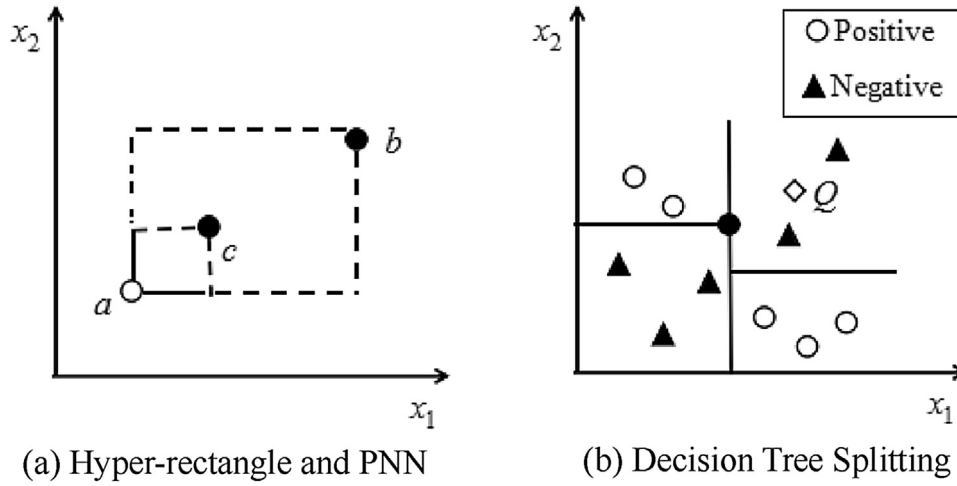 x2
b
c
a
x1
(a) Hyper-rectangle and PNN
Positive
Negative
x2
Q
x1
(b) Decision Tree Splitting